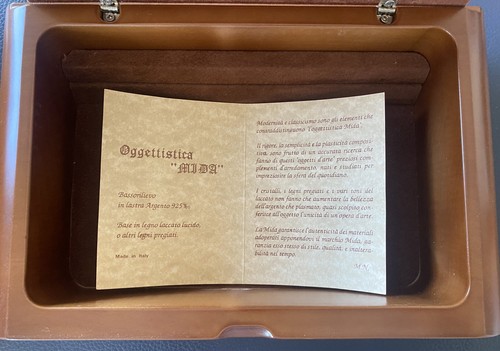 Oggettistica
"MIDA"
Bassorilievo
in lastra Argento 925‰
Base in legno laccato lucido,
o altri legni pregiati.
Made in Italy
Modernità e classicismo sono gli elementi che
contraddistinguono "l'oggettistica Mida".
Il rigore, la semplicità e la plasticità compositi-
va, sono frutto di un accurata ricerca che
fanno di questi "oggetti d'arte" preziosi com-
plementi d'arredamento, nati e studiati per
impreziosire la sfera del quotidiano.
I cristalli, i legni pregiati e i vari toni del
laccato non fanno che aumentare la bellezza
dell'argento che plasmato, quasi scolpito con-
ferisce all'oggetto l'unicità di un'opera d'arte.
La Mida garantisce l'autenticità dei materiali
adoperati apponendovi il marchio Mida, ga-
ranzia essa stesso di stile, qualità, e inaltera-
bilità nel tempo.